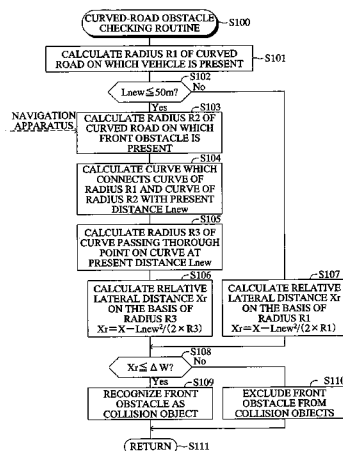 CURVED-ROAD OBSTACLE
CHECKING ROUTINE
S100
CALCULATE RADIUS R1 OF CURVED
ROAD ON WHICH VEHICLE IS PRESENT
S101
S102
Lnew≦50m?
No
Yes
S103
NAVIGATION
APPARATUS
CALCULATE RADIUS R2 OF
CURVED ROAD ON WHICH
FRONT OBSTACLE IS
PRESENT
S104
CALCULATE CURVE WHICH
CONNECTS CURVE OF
RADIUS R1 AND CURVE OF
RADIUS R2 WITH PRESENT
DISTANCE Lnew
S105
CALCULATE RADIUS R3 OF
CURVE PASSING THOROUGH
POINT ON CURVE AT
PRESENT DISTANCE Lnew
S106
CALCULATE RELATIVE
LATERAL DISTANCE Xr
ON THE BASIS OF
RADIUS R3
Xr=X−Lnew²/(2×R3)
S107
CALCULATE RELATIVE
LATERAL DISTANCE Xr
ON THE BASIS OF
RADIUS R1
Xr=X−Lnew²/(2×R1)
S108
Xr≦ΔW?
No
Yes
S109
RECOGNIZE FRONT
OBSTACLE AS
COLLISION OBJECT
S110
EXCLUDE FRONT
OBSTACLE FROM
COLLISION OBJECTS
RETURN
S111